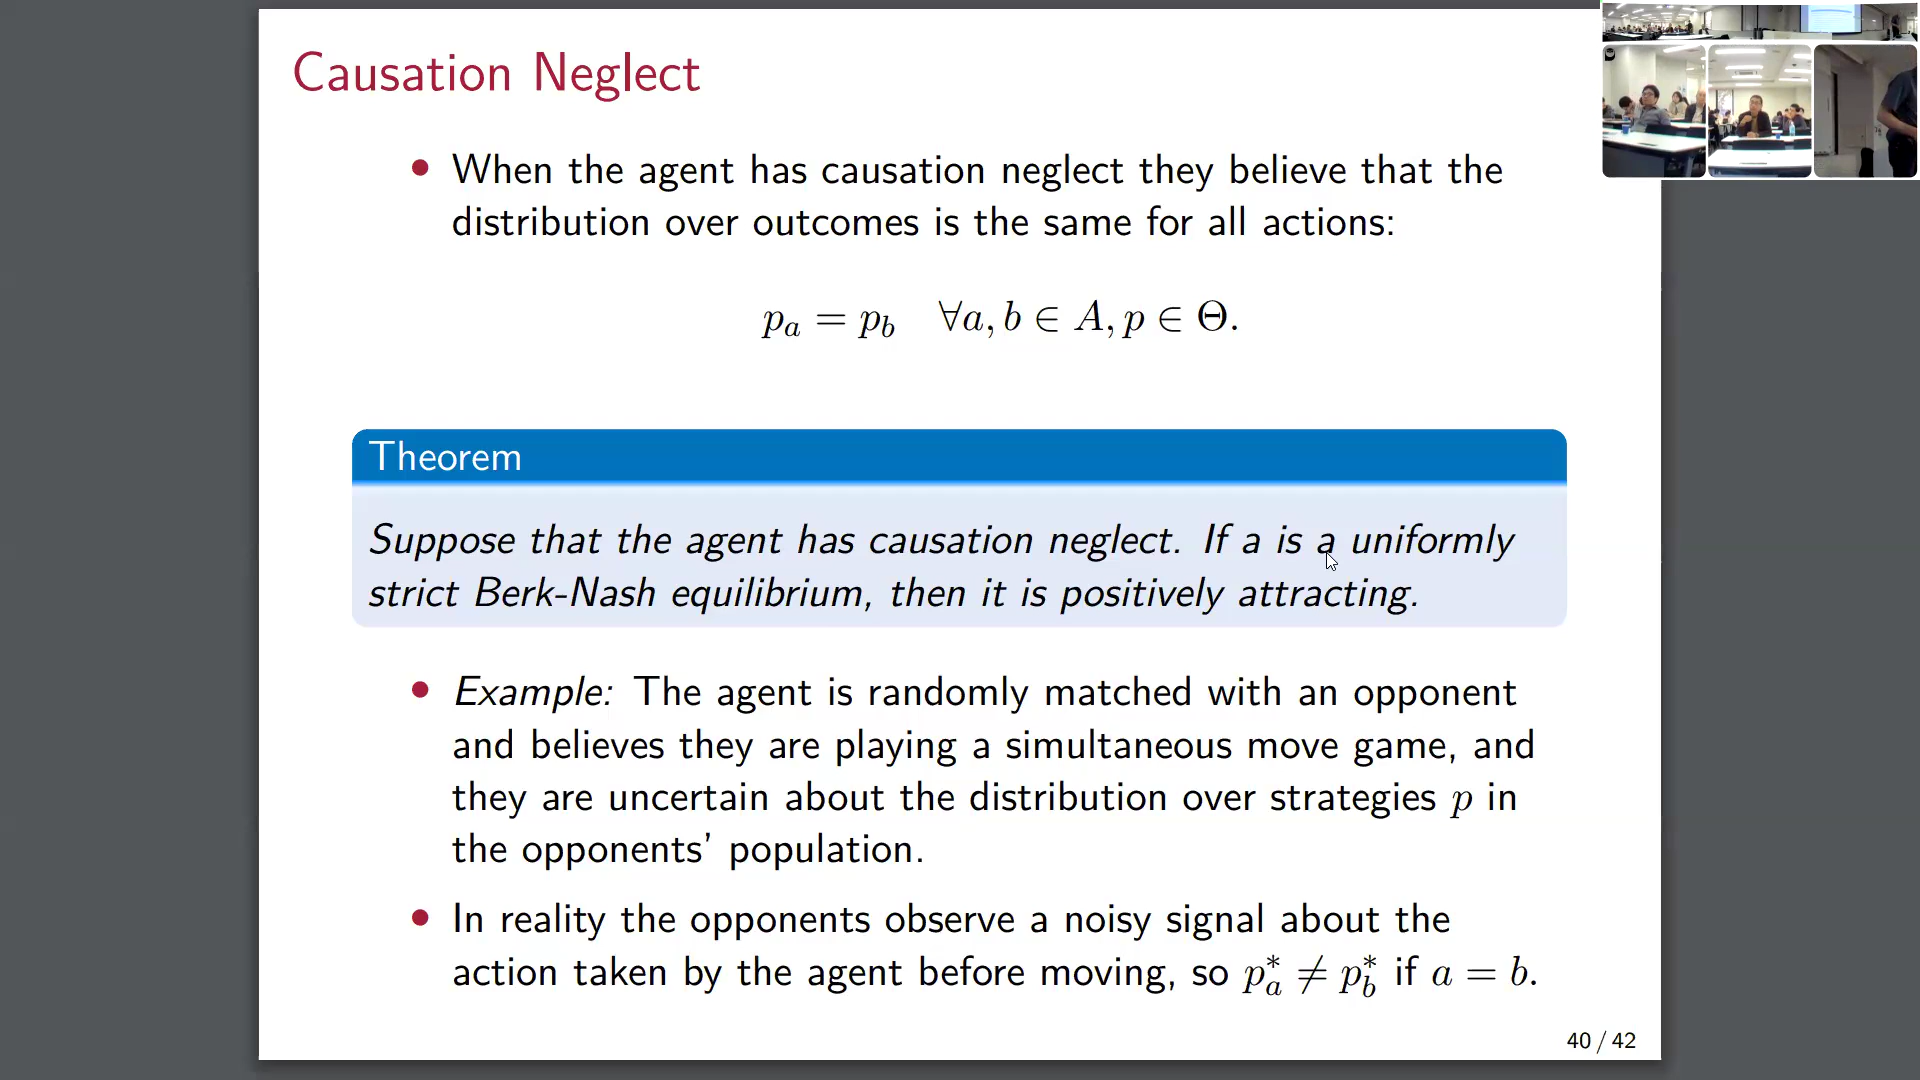 Causation Neglect
• When the agent has causation neglect they believe that the
distribution over outcomes is the same for all actions:
p_a = p_b ∀a, b ∈ A, p ∈ Θ.
Theorem
Suppose that the agent has causation neglect. If a is a uniformly
strict Berk-Nash equilibrium, then it is positively attracting.
• Example: The agent is randomly matched with an opponent
and believes they are playing a simultaneous move game, and
they are uncertain about the distribution over strategies p in
the opponents' population.
• In reality the opponents observe a noisy signal about the
action taken by the agent before moving, so p*_a ≠ p*_b if a = b.
40 / 42